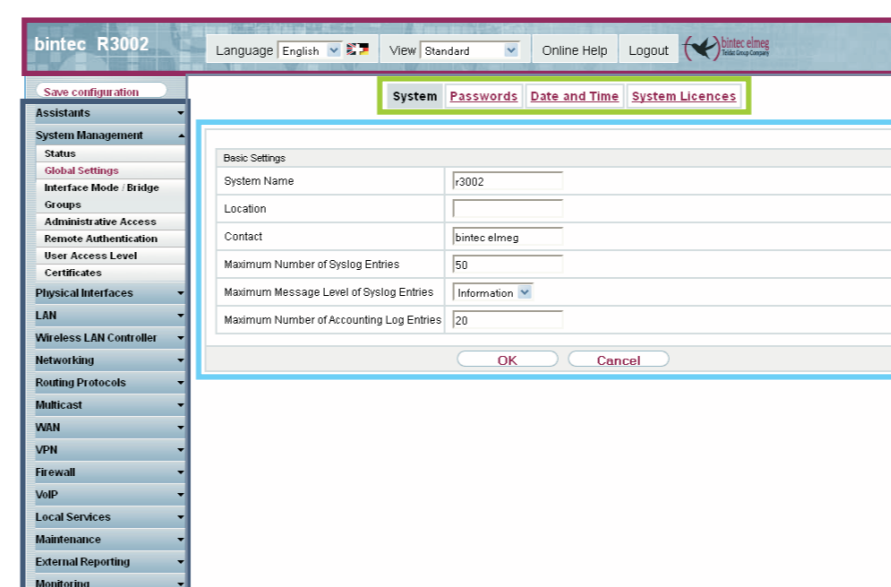 bintec R3002
Language English View Standard Online Help Logout bintec elmeg
Teldat Group Company
Save configuration
System Passwords Date and Time System Licences
Assistants
System Management
Status
Global Settings
Interface Mode / Bridge
Groups
Administrative Access
Remote Authentication
User Access Level
Certificates
Physical Interfaces
LAN
Wireless LAN Controller
Networking
Routing Protocols
Multicast
WAN
VPN
Firewall
VoIP
Local Services
Maintenance
External Reporting
Monitoring
Basic Settings
System Name r3002
Location
Contact bintec elmeg
Maximum Number of Syslog Entries 50
Maximum Message Level of Syslog Entries Information
Maximum Number of Accounting Log Entries 20
OK Cancel